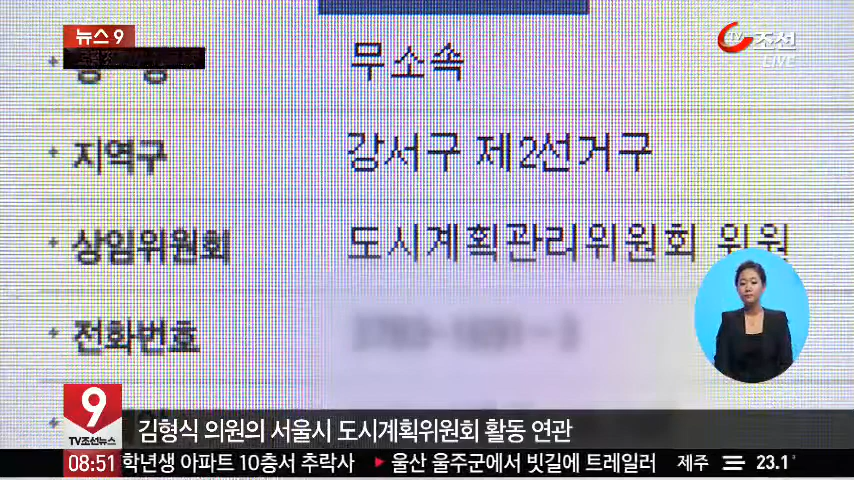 뉴스 9
TV조선
LIVE
무소속
지역구
강서구 제2선거구
상임위원회
도시계획관리위원회 위원
전화번호
9
TV조선뉴스
김형식 의원의 서울시 도시계획위원회 활동 연관
08:51
학년생 아파트 10층서 추락사 ▶ 울산 울주군에서 빗길에 트레일러
제주 23.1°